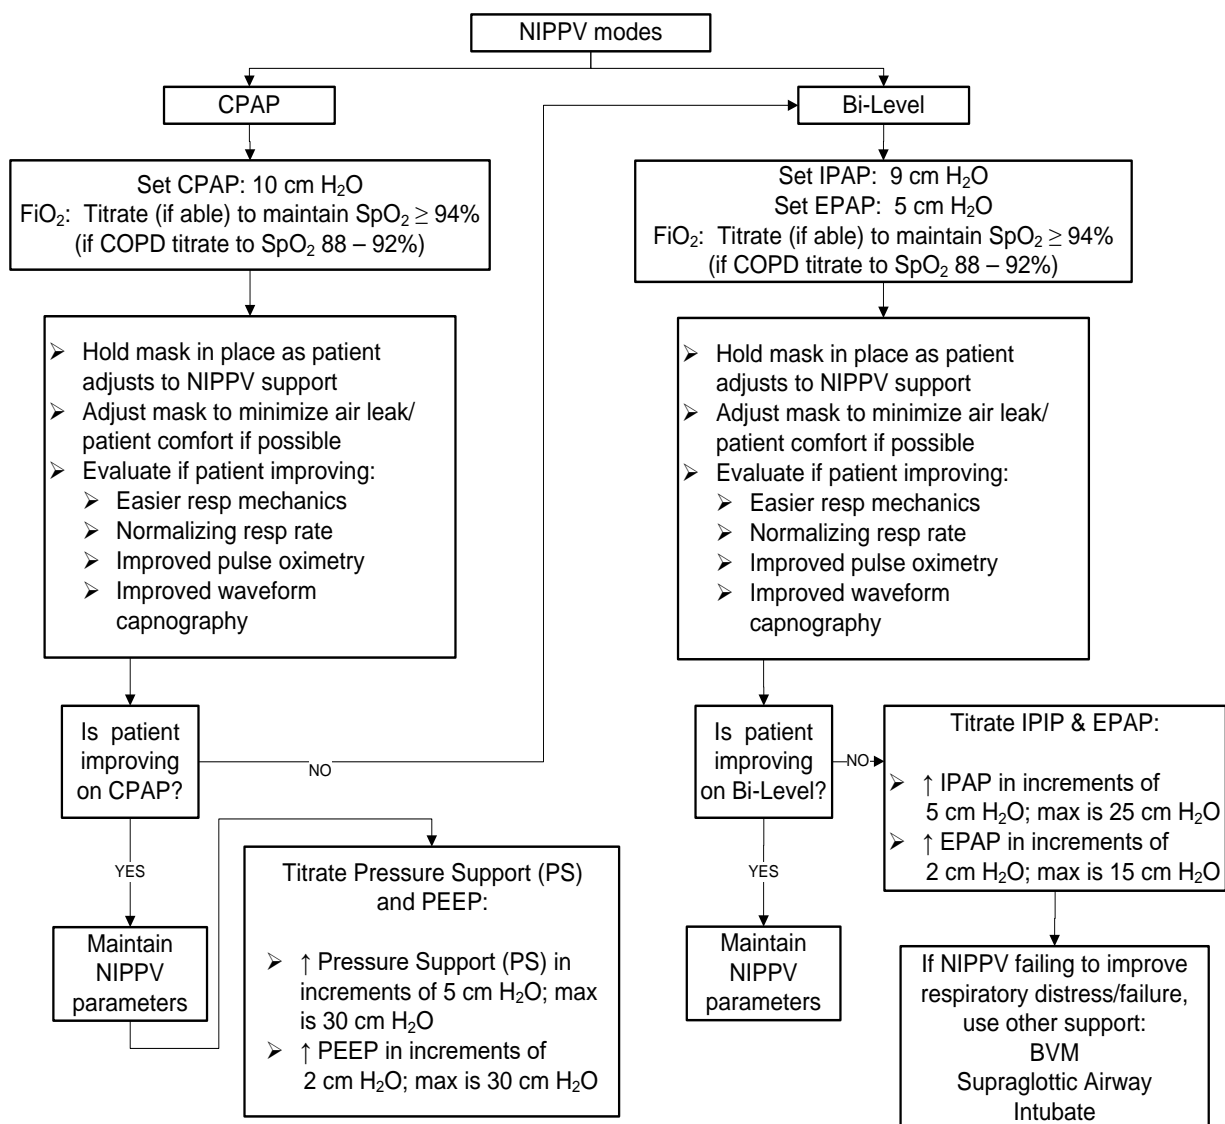 NIPPV modes
CPAP
Set CPAP: 10 cm H₂O
FiO₂: Titrate (if able) to maintain SpO₂ ≥ 94%
(if COPD titrate to SpO₂ 88 – 92%)
➢ Hold mask in place as patient
adjusts to NIPPV support
➢ Adjust mask to minimize air leak/
patient comfort if possible
➢ Evaluate if patient improving:
➢ Easier resp mechanics
➢ Normalizing resp rate
➢ Improved pulse oximetry
➢ Improved waveform
capnography
Is patient
improving
on CPAP?
NO
YES
Maintain
NIPPV
parameters
Titrate Pressure Support (PS)
and PEEP:
➢ ↑ Pressure Support (PS) in
increments of 5 cm H₂O; max
is 30 cm H₂O
➢ ↑ PEEP in increments of
2 cm H₂O; max is 30 cm H₂O
Bi-Level
Set IPAP: 9 cm H₂O
Set EPAP: 5 cm H₂O
FiO₂: Titrate (if able) to maintain SpO₂ ≥ 94%
(if COPD titrate to SpO₂ 88 – 92%)
➢ Hold mask in place as patient
adjusts to NIPPV support
➢ Adjust mask to minimize air leak/
patient comfort if possible
➢ Evaluate if patient improving:
➢ Easier resp mechanics
➢ Normalizing resp rate
➢ Improved pulse oximetry
➢ Improved waveform
capnography
Is patient
improving
on Bi-Level?
NO
YES
Maintain
NIPPV
parameters
Titrate IPIP & EPAP:
➢ ↑ IPAP in increments of
5 cm H₂O; max is 25 cm H₂O
➢ ↑ EPAP in increments of
2 cm H₂O; max is 15 cm H₂O
If NIPPV failing to improve
respiratory distress/failure,
use other support:
BVM
Supraglottic Airway
Intubate